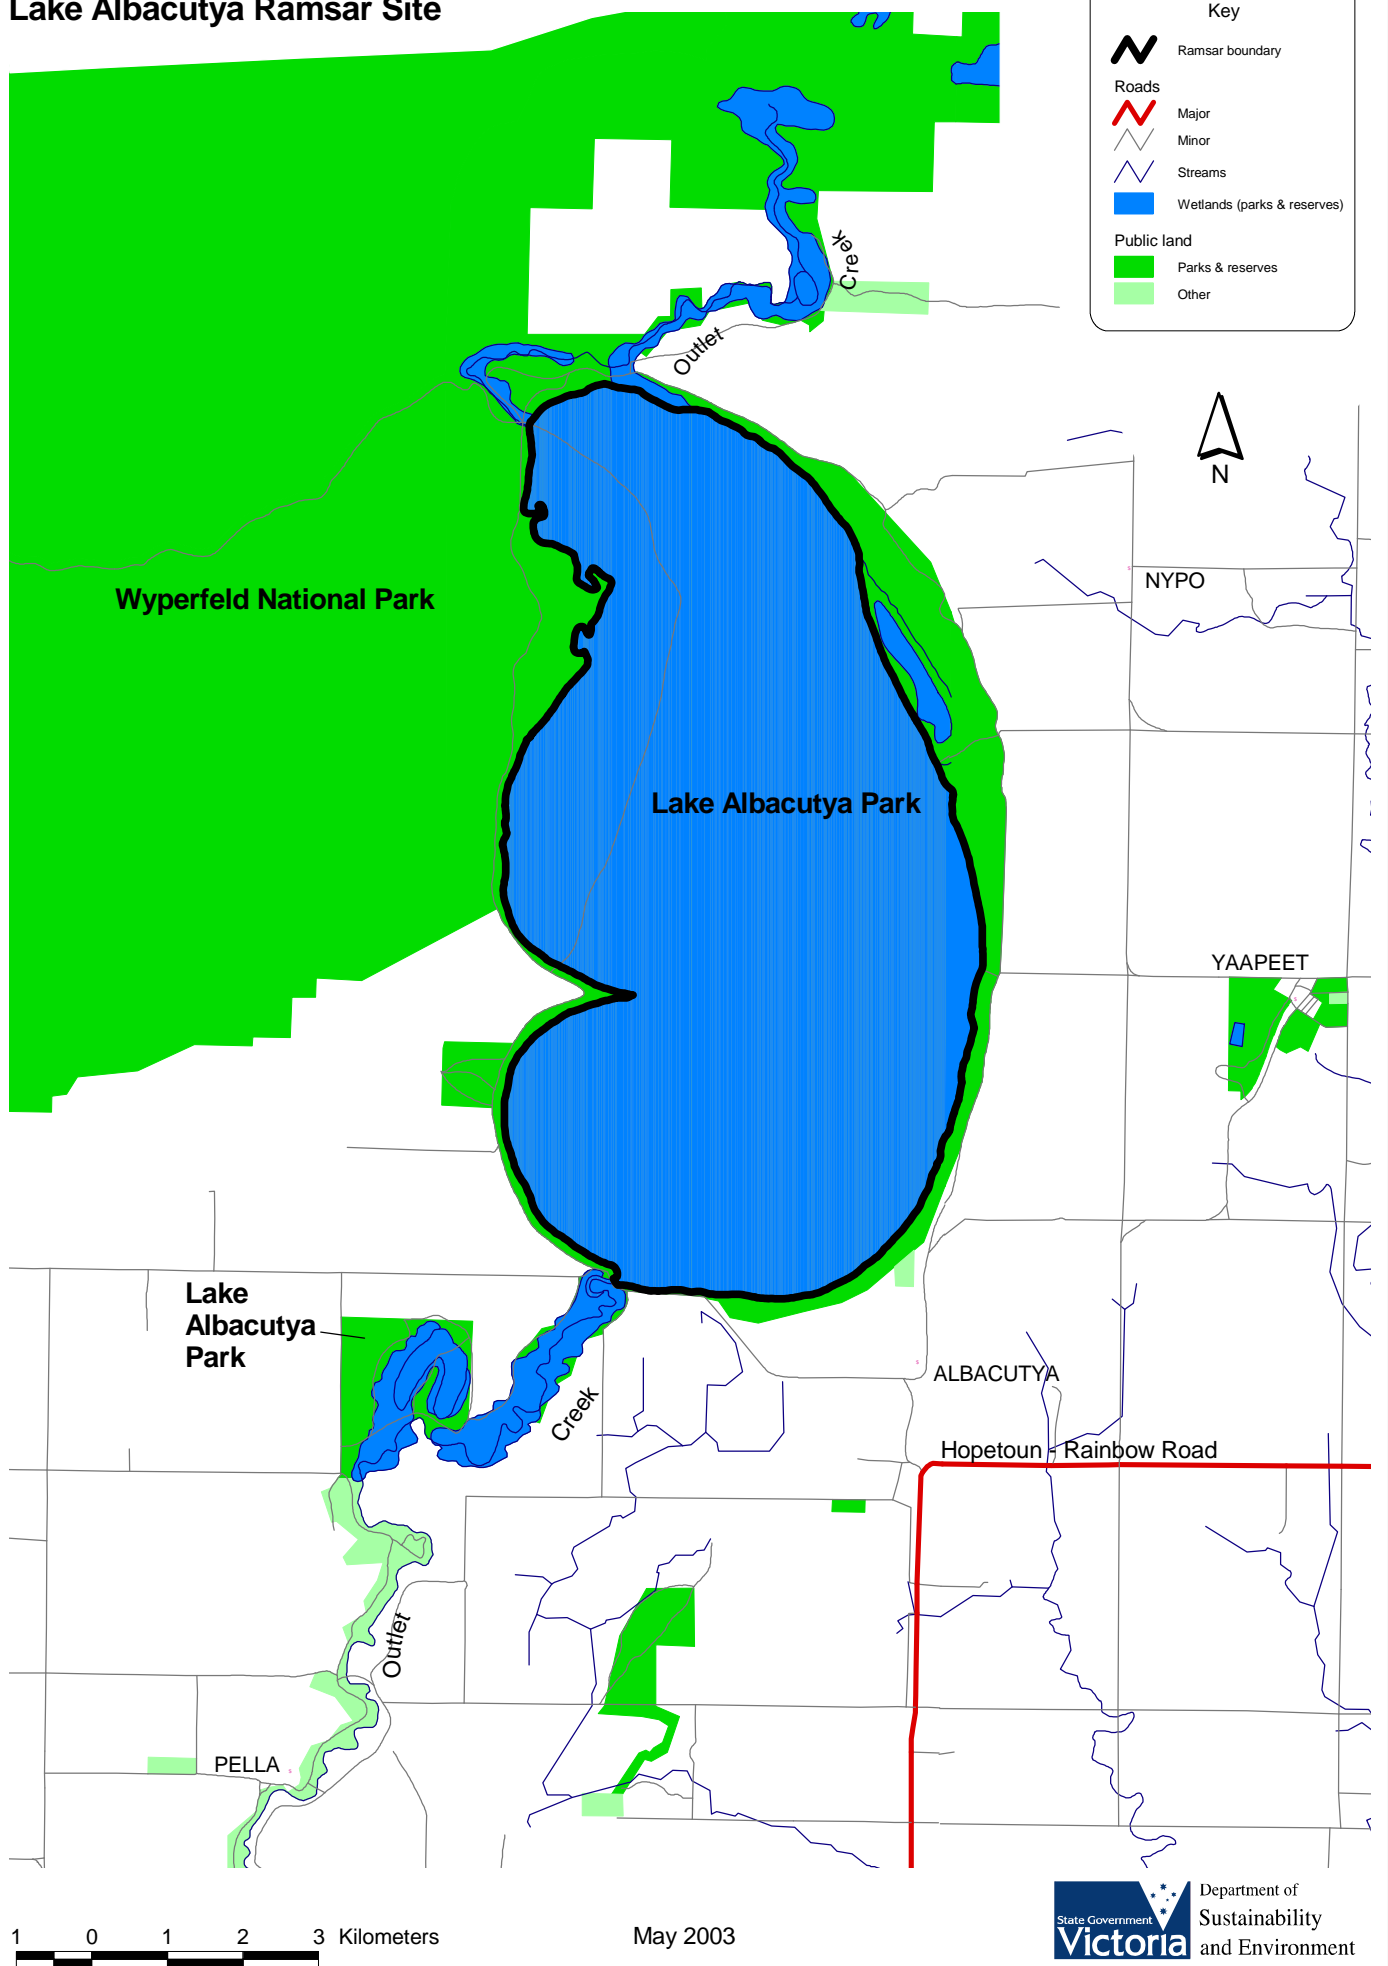 Lake Albacutya Ramsar Site
Key
Ramsar boundary
Roads
Major
Minor
Streams
Wetlands (parks & reserves)
Public land
Parks & reserves
Other
Creek
Outlet
N
NYPO
Wyperfeld National Park
Lake Albacutya Park
YAAPEET
Lake
Albacutya
Park
ALBACUTYA
Creek
Hopetoun - Rainbow Road
Outlet
PELLA
1 0 1 2 3 Kilometers
May 2003
State Government
Victoria
Department of
Sustainability
and Environment